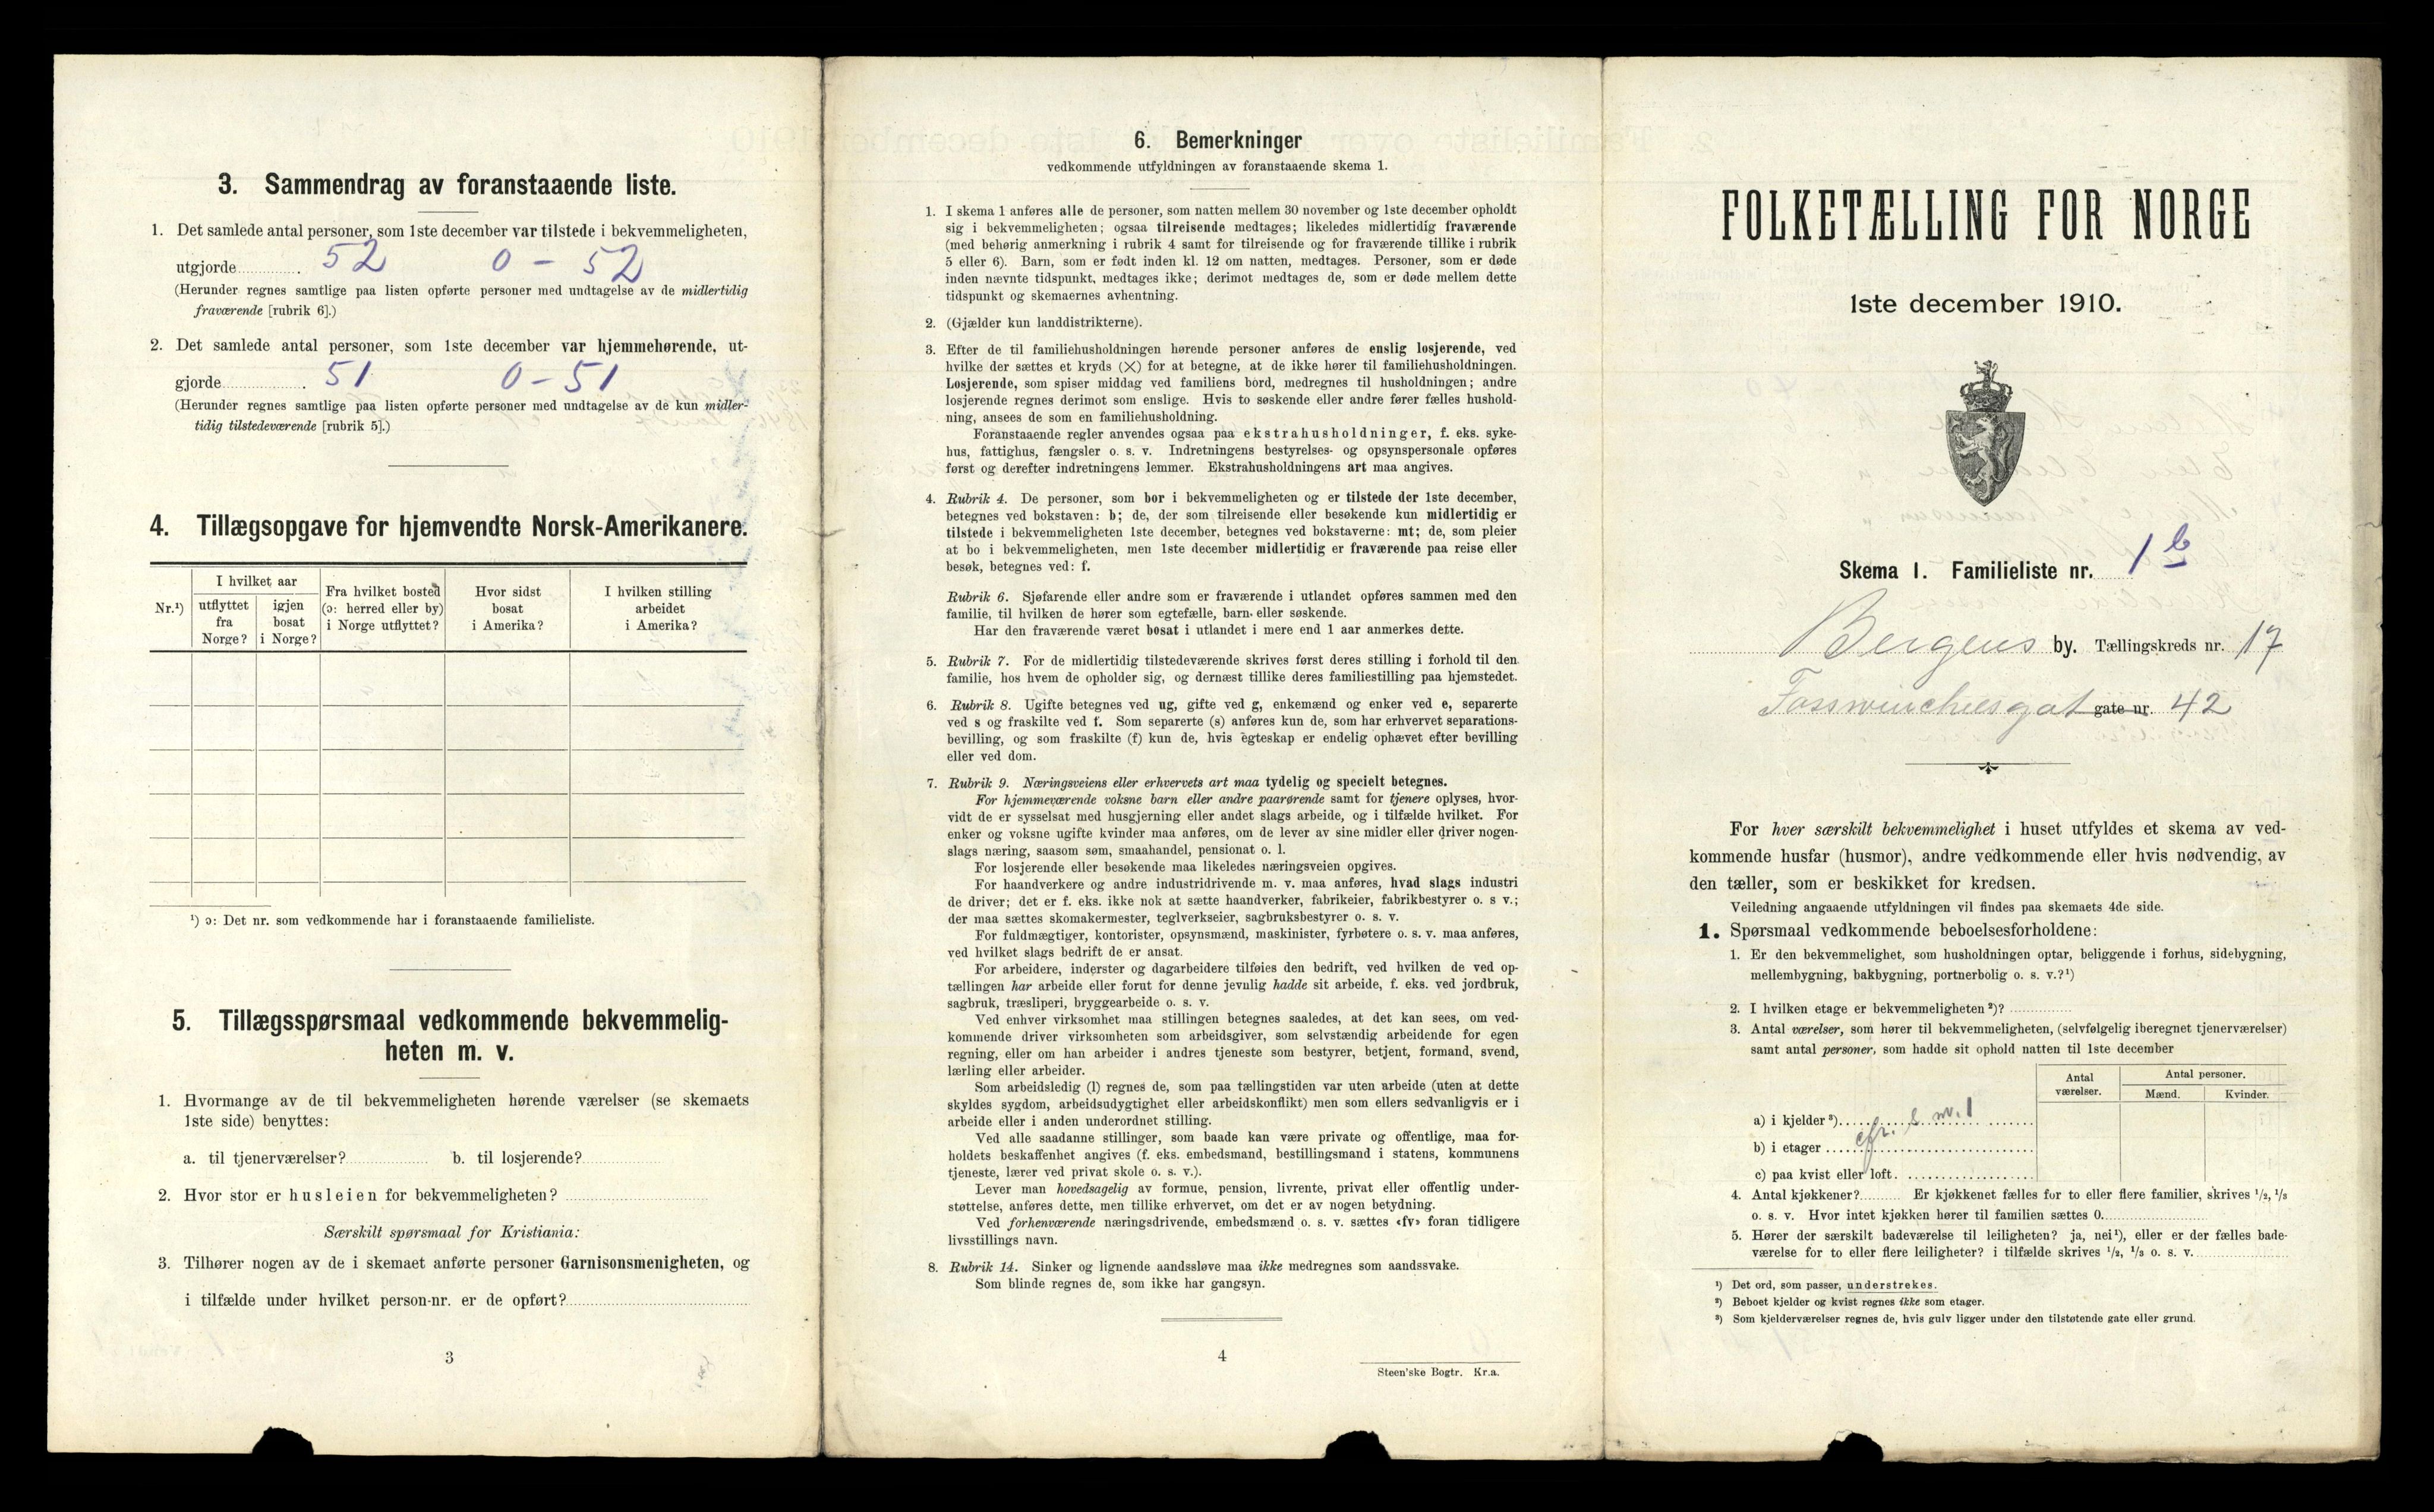 3. Sammendrag av foranstaaende liste.
1. Det samlede antal personer, som 1ste december var tilstede i bekvemmeligheten,
utgjorde 52 0 - 52
(Herunder regnes samtlige paa listen opførte personer med undtagelse av de midlertidig
fraværende [rubrik 6].)
2. Det samlede antal personer, som 1ste december var hjemmehørende, ut-
gjorde 51 0 - 51
(Herunder regnes samtlige paa listen opførte personer med undtagelse av de kun midler-
tidig tilstedeværende [rubrik 5].)
4. Tillægsopgave for hjemvendte Norsk-Amerikanere.
Nr.¹)
I hvilket aar
utflyttet
fra
Norge?
igjen
bosat
i Norge?
Fra hvilket bosted
(ɔ: herred eller by)
i Norge utflyttet?
Hvor sidst
bosat
i Amerika?
I hvilken stilling
arbeidet
i Amerika?
¹) ɔ: Det nr. som vedkommende har i foranstaaende familieliste.
5. Tillægsspørsmaal vedkommende bekvemmelig-
heten m. v.
1. Hvormange av de til bekvemmeligheten hørende værelser (se skemaets
1ste side) benyttes:
a. til tjenerværelser? b. til losjerende?
2. Hvor stor er husleien for bekvemmeligheten?
Særskilt spørsmaal for Kristiania:
3. Tilhører nogen av de i skemaet anførte personer Garnisonsmenigheten, og
i tilfælde under hvilket person-nr. er de opført?
3
6. Bemerkninger
vedkommende utfyldningen av foranstaaende skema 1.
1. I skema 1 anføres alle de personer, som natten mellem 30 november og 1ste december opholdt
sig i bekvemmeligheten; ogsaa tilreisende medtages; likeledes midlertidig fraværende
(med behørig anmerkning i rubrik 4 samt for tilreisende og for fraværende tillike i rubrik
5 eller 6). Barn, som er født inden kl. 12 om natten, medtages. Personer, som er døde
inden nævnte tidspunkt, medtages ikke; derimot medtages de, som er døde mellem dette
tidspunkt og skemaernes avhentning.
2. (Gjælder kun landdistrikterne).
3. Efter de til familiehusholdningen hørende personer anføres de enslig losjerende, ved
hvilke der sættes et kryds (×) for at betegne, at de ikke hører til familiehusholdningen.
Losjerende, som spiser middag ved familiens bord, medregnes til husholdningen; andre
losjerende regnes derimot som enslige. Hvis to søskende eller andre fører fælles hushold-
ning, ansees de som en familiehusholdning.
Foranstaaende regler anvendes ogsaa paa ekstrahusholdninger, f. eks. syke-
hus, fattighus, fængsler o. s. v. Indretningens bestyrelses- og opsynspersonale opføres
først og derefter indretningens lemmer. Ekstrahusholdningens art maa angives.
4. Rubrik 4. De personer, som bor i bekvemmeligheten og er tilstede der 1ste december,
betegnes ved bokstaven: b; de, der som tilreisende eller besøkende kun midlertidig er
tilstede i bekvemmeligheten 1ste december, betegnes ved bokstaverne: mt; de, som pleier
at bo i bekvemmeligheten, men 1ste december midlertidig er fraværende paa reise eller
besøk, betegnes ved: f.
Rubrik 6. Sjøfarende eller andre som er fraværende i utlandet opføres sammen med den
familie, til hvilken de hører som egtefælle, barn eller søskende.
Har den fraværende været bosat i utlandet i mere end 1 aar anmerkes dette.
5. Rubrik 7. For de midlertidig tilstedeværende skrives først deres stilling i forhold til den
familie, hos hvem de opholder sig, og dernæst tillike deres familiestilling paa hjemstedet.
6. Rubrik 8. Ugifte betegnes ved ug, gifte ved g, enkemænd og enker ved e, separerte
ved s og fraskilte ved f. Som separerte (s) anføres kun de, som har erhvervet separations-
bevilling, og som fraskilte (f) kun de, hvis egteskap er endelig ophævet efter bevilling
eller ved dom.
7. Rubrik 9. Næringsveiens eller erhvervets art maa tydelig og specielt betegnes.
For hjemmeværende voksne barn eller andre paarørende samt for tjenere oplyses, hvor-
vidt de er sysselsat med husgjerning eller andet slags arbeide, og i tilfælde hvilket. For
enker og voksne ugifte kvinder maa anføres, om de lever av sine midler eller driver nogen-
slags næring, saasom søm, smaahandel, pensionat o. l.
For losjerende eller besøkende maa likeledes næringsveien opgives.
For haandverkere og andre industridrivende m. v. maa anføres, hvad slags industri
de driver; det er f. eks. ikke nok at sætte haandverker, fabrikeier, fabrikbestyrer o. s v.;
der maa sættes skomakermester, teglverkseier, sagbruksbestyrer o. s. v.
For fuldmægtiger, kontorister, opsynsmænd, maskinister, fyrbøtere o. s. v. maa anføres,
ved hvilket slags bedrift de er ansat.
For arbeidere, inderster og dagarbeidere tilføies den bedrift, ved hvilken de ved op-
tællingen har arbeide eller forut for denne jevnlig hadde sit arbeide, f. eks. ved jordbruk,
sagbruk, træsliperi, bryggearbeide o. s. v.
Ved enhver virksomhet maa stillingen betegnes saaledes, at det kan sees, om ved-
kommende driver virksomheten som arbeidsgiver, som selvstændig arbeidende for egen
regning, eller om han arbeider i andres tjeneste som bestyrer, betjent, formand, svend,
lærling eller arbeider.
Som arbeidsledig (l) regnes de, som paa tællingstiden var uten arbeide (uten at dette
skyldes sygdom, arbeidsudygtighet eller arbeidskonflikt) men som ellers sedvanligvis er i
arbeide eller i anden underordnet stilling.
Ved alle saadanne stillinger, som baade kan være private og offentlige, maa for-
holdets beskaffenhet angives (f. eks. embedsmand, bestillingsmand i statens, kommunens
tjeneste, lærer ved privat skole o. s. v.).
Lever man hovedsagelig av formue, pension, livrente, privat eller offentlig under-
støttelse, anføres dette, men tillike erhvervet, om det er av nogen betydning.
Ved forhenværende næringsdrivende, embedsmænd o. s. v. sættes «fv» foran tidligere
livsstillings navn.
8. Rubrik 14. Sinker og lignende aandssløve maa ikke medregnes som aandssvake.
Som blinde regnes de, som ikke har gangsyn.
4
Steen'ske Bogtr. Kr.a.
FOLKETÆLLING FOR NORGE
1ste december 1910.
Skema 1. Familieliste nr. 1 b
Bergens by. Tællingskreds nr. 17
Fosswinckelsgat gate nr. 42
For hver særskilt bekvemmelighet i huset utfyldes et skema av ved-
kommende husfar (husmor), andre vedkommende eller hvis nødvendig, av
den tæller, som er beskikket for kredsen.
Veiledning angaaende utfyldningen vil findes paa skemaets 4de side.
1. Spørsmaal vedkommende beboelsesforholdene:
1. Er den bekvemmelighet, som husholdningen optar, beliggende i forhus, sidebygning,
mellembygning, bakbygning, portnerbolig o. s. v.?¹)
2. I hvilken etage er bekvemmeligheten²)?
3. Antal værelser, som hører til bekvemmeligheten, (selvfølgelig iberegnet tjenerværelser)
samt antal personer, som hadde sit ophold natten til 1ste december
Antal
værelser.
Antal personer.
Mænd. Kvinder.
a) i kjelder³)
cfr. nr. 1
b) i etager
c) paa kvist eller loft.
4. Antal kjøkkener? Er kjøkkenet fælles for to eller flere familier, skrives ¹/₂, ¹/₃
o. s. v. Hvor intet kjøkken hører til familien sættes 0.
5. Hører der særskilt badeværelse til leiligheten? ja, nei¹), eller er der fælles bade-
værelse for to eller flere leiligheter? i tilfælde skrives ¹/₂, ¹/₃ o. s. v.
¹) Det ord, som passer, understrekes.
²) Beboet kjelder og kvist regnes ikke som etager.
³) Som kjelderværelser regnes de, hvis gulv ligger under den tilstøtende gate eller grund.